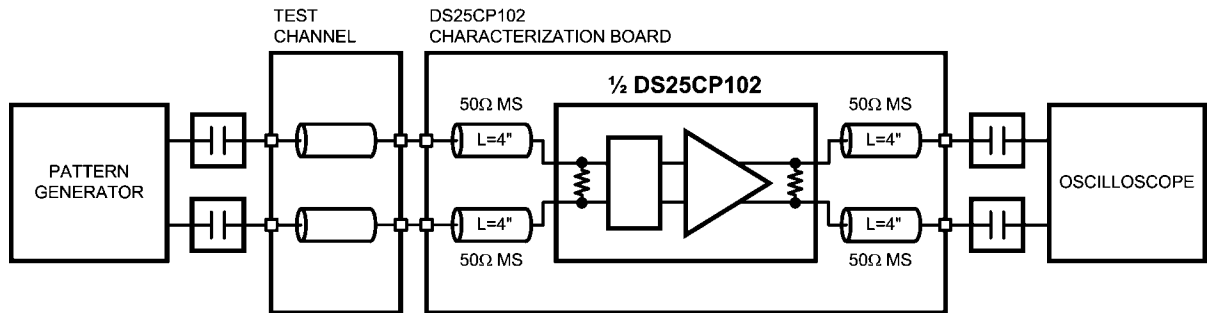 TEST
CHANNEL
DS25CP102
CHARACTERIZATION BOARD
½ DS25CP102
50Ω MS
50Ω MS
L=4"
L=4"
PATTERN
GENERATOR
OSCILLOSCOPE
L=4"
L=4"
50Ω MS
50Ω MS